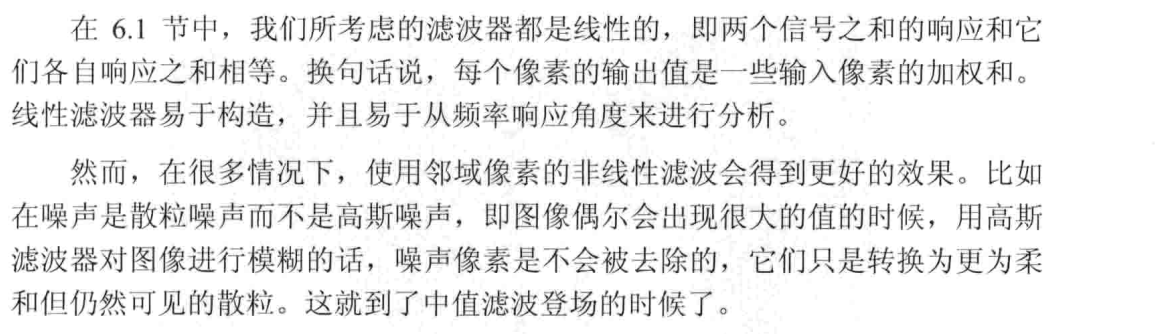 在 6.1 节中，我们所考虑的滤波器都是线性的，即两个信号之和的响应和它
们各自响应之和相等。换句话说，每个像素的输出值是一些输入像素的加权和。
线性滤波器易于构造，并且易于从频率响应角度来进行分析。
然而，在很多情况下，使用邻域像素的非线性滤波会得到更好的效果。比如
在噪声是散粒噪声而不是高斯噪声，即图像偶尔会出现很大的值的时候，用高斯
滤波器对图像进行模糊的话，噪声像素是不会被去除的，它们只是转换为更为柔
和但仍然可见的散粒。这就到了中值滤波登场的时候了。